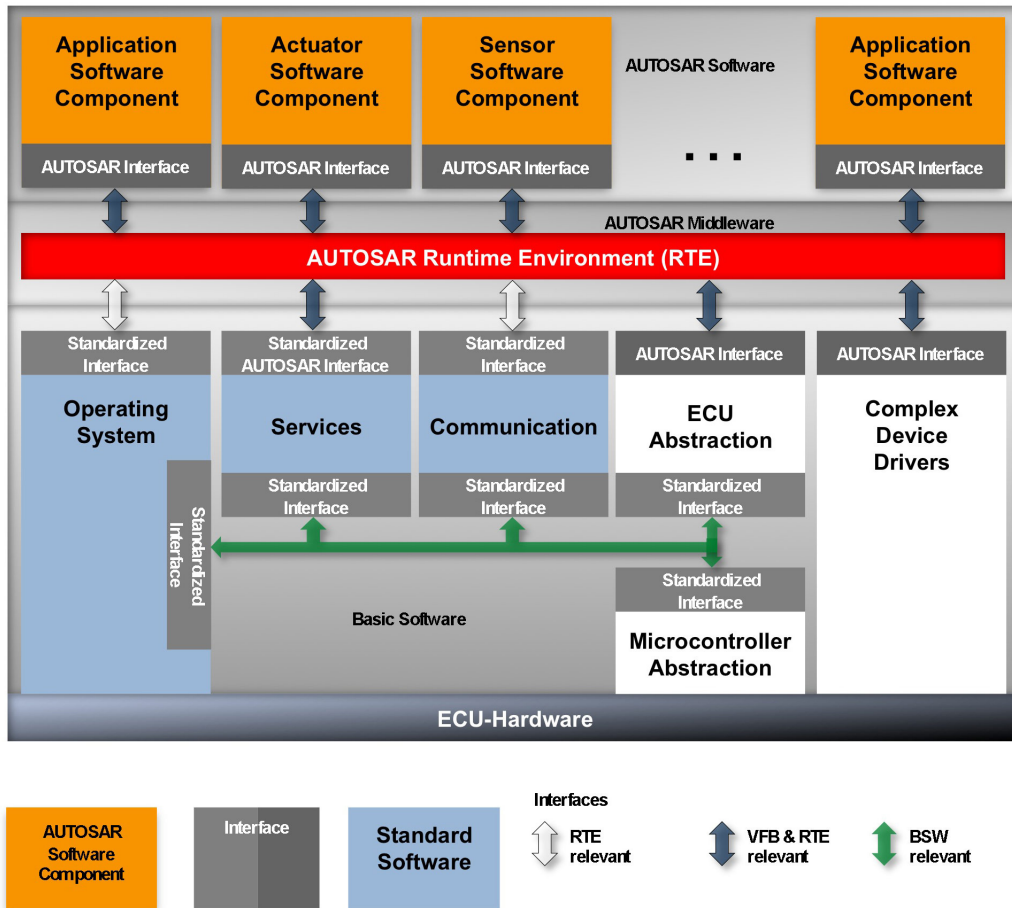 Application
Software
Component
AUTOSAR Interface
Actuator
Software
Component
AUTOSAR Interface
Sensor
Software
Component
AUTOSAR Interface
AUTOSAR Software
...
Application
Software
Component
AUTOSAR Interface
AUTOSAR Middleware
AUTOSAR Runtime Environment (RTE)
Standardized
Interface
Operating
System
Standardized
Interface
Standardized
AUTOSAR Interface
Services
Standardized
Interface
Standardized
Interface
Communication
Standardized
Interface
AUTOSAR Interface
ECU
Abstraction
Standardized
Interface
Standardized
Interface
Microcontroller
Abstraction
AUTOSAR Interface
Complex
Device
Drivers
Basic Software
ECU-Hardware
AUTOSAR
Software
Component
Interface
Standard
Software
Interfaces
RTE
relevant
VFB & RTE
relevant
BSW
relevant